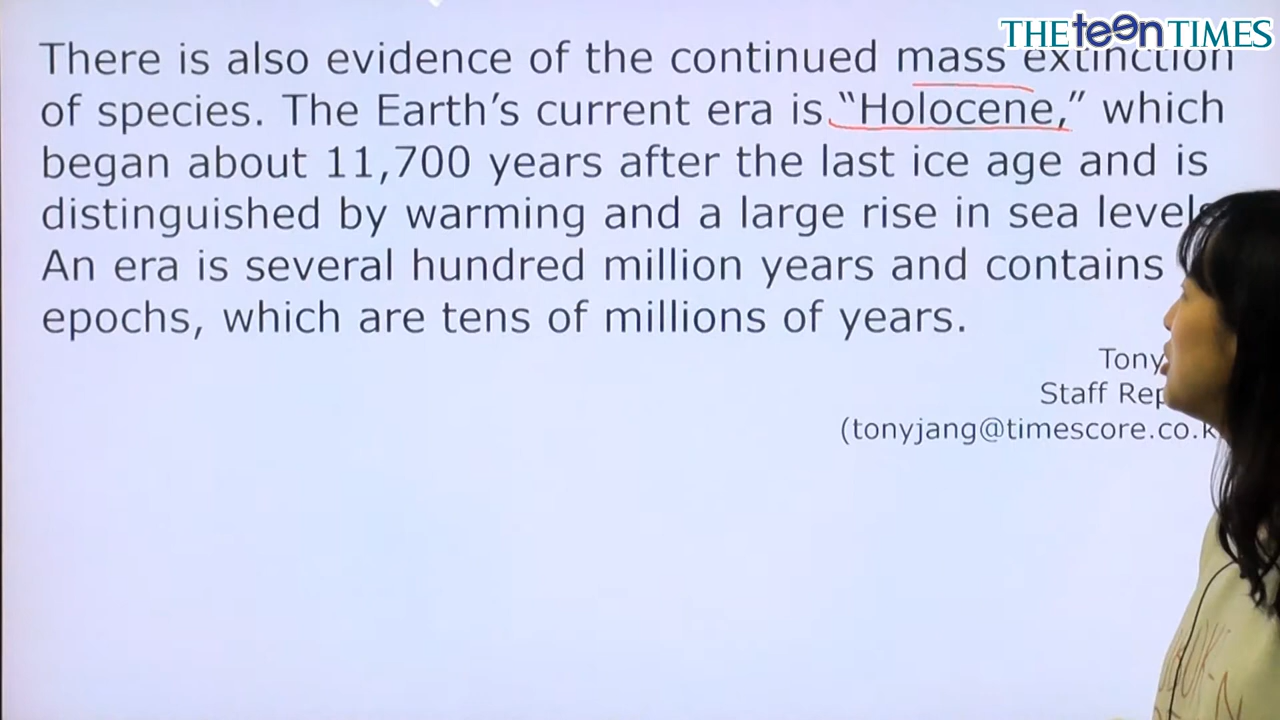 THE teen TIMES
There is also evidence of the continued mass extinction
of species. The Earth's current era is “Holocene,” which
began about 11,700 years after the last ice age and is
distinguished by warming and a large rise in sea levels
An era is several hundred million years and contains
epochs, which are tens of millions of years.
Tony
Staff Rep
(tonyjang@timescore.co.k